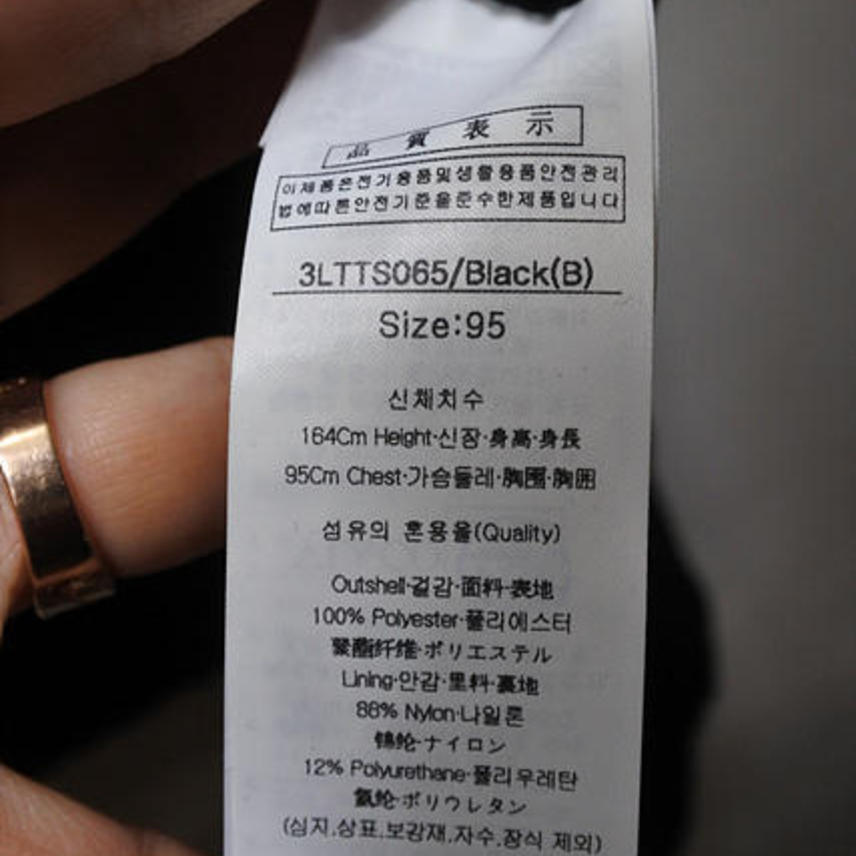 品質表示
이제품은전기용품및생활용품안전관리
법에따른안전기준을준수한제품입니다
3LTTS065/Black(B)
Size:95
신체치수
164Cm Height·신장·身高·身長
95Cm Chest·가슴둘레·胸围·胸囲
섬유의 혼용율(Quality)
Outshell·겉감·面料·表地
100% Polyester·폴리에스터
聚酯纤维·ポリエステル
Lining·안감·里料·裏地
88% Nylon·나일론
锦纶·ナイロン
12% Polyurethane·폴리우레탄
氨纶·ポリウレタン
(심지,상표,보강재,자수,장식 제외)